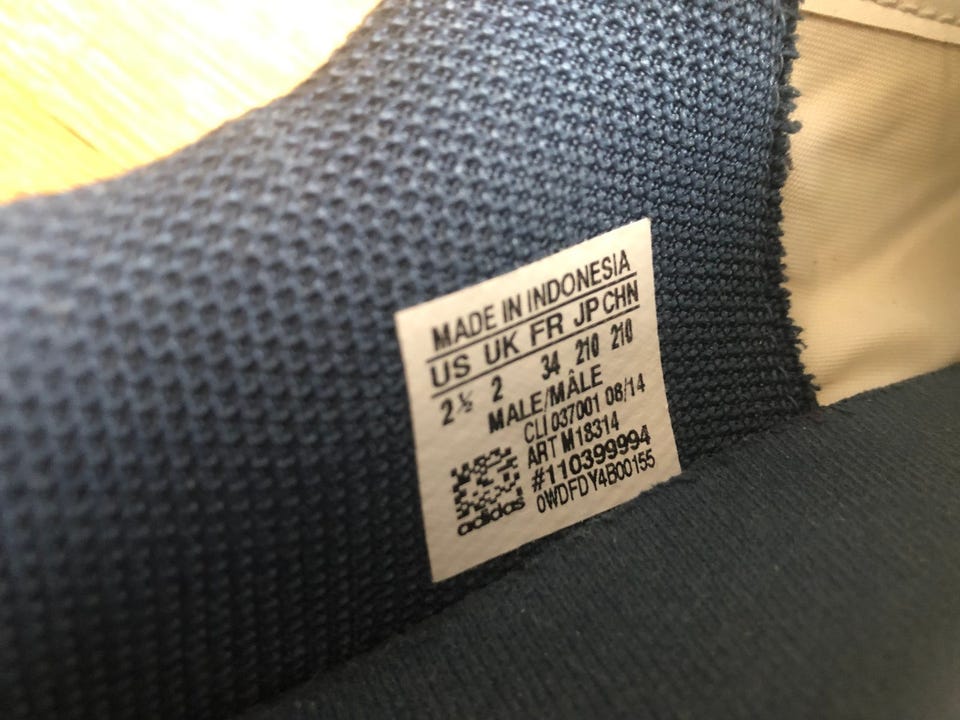 MADE IN INDONESIA
US UK FR JP CHN
2½ 2 34 210 210
MALE/MÂLE
CLI 037001 08/14
ART M18314
#110399994
0WDFDY4B00155
adidas